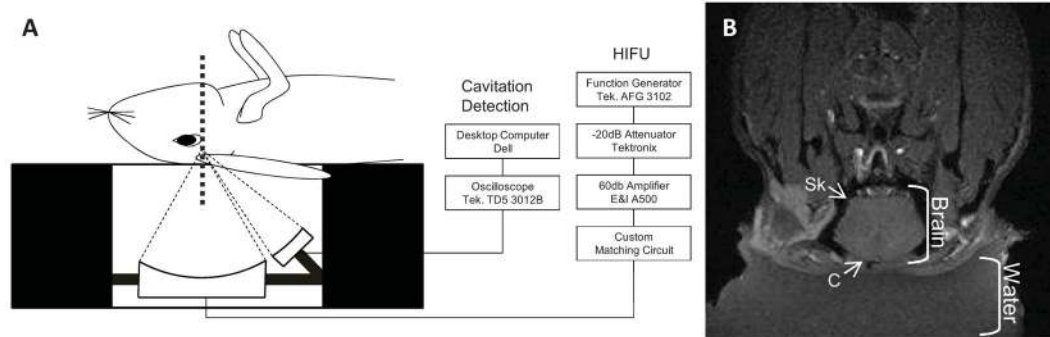 A
Cavitation
Detection
Desktop Computer
Dell
Oscilloscope
Tek. TD5 3012B
HIFU
Function Generator
Tek. AFG 3102
-20dB Attenuator
Tektronix
60db Amplifier
E&I A500
Custom
Matching Circuit
B
Sk
Brain
C
Water